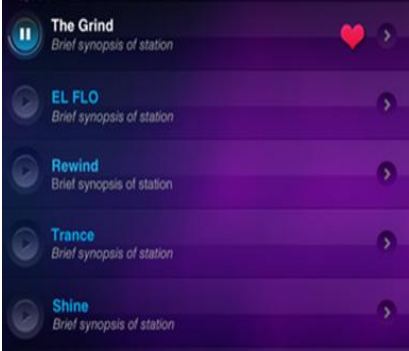 The Grind
Brief synopsis of station
EL FLO
Brief synopsis of station
Rewind
Brief synopsis of station
Trance
Brief synopsis of station
Shine
Brief synopsis of station